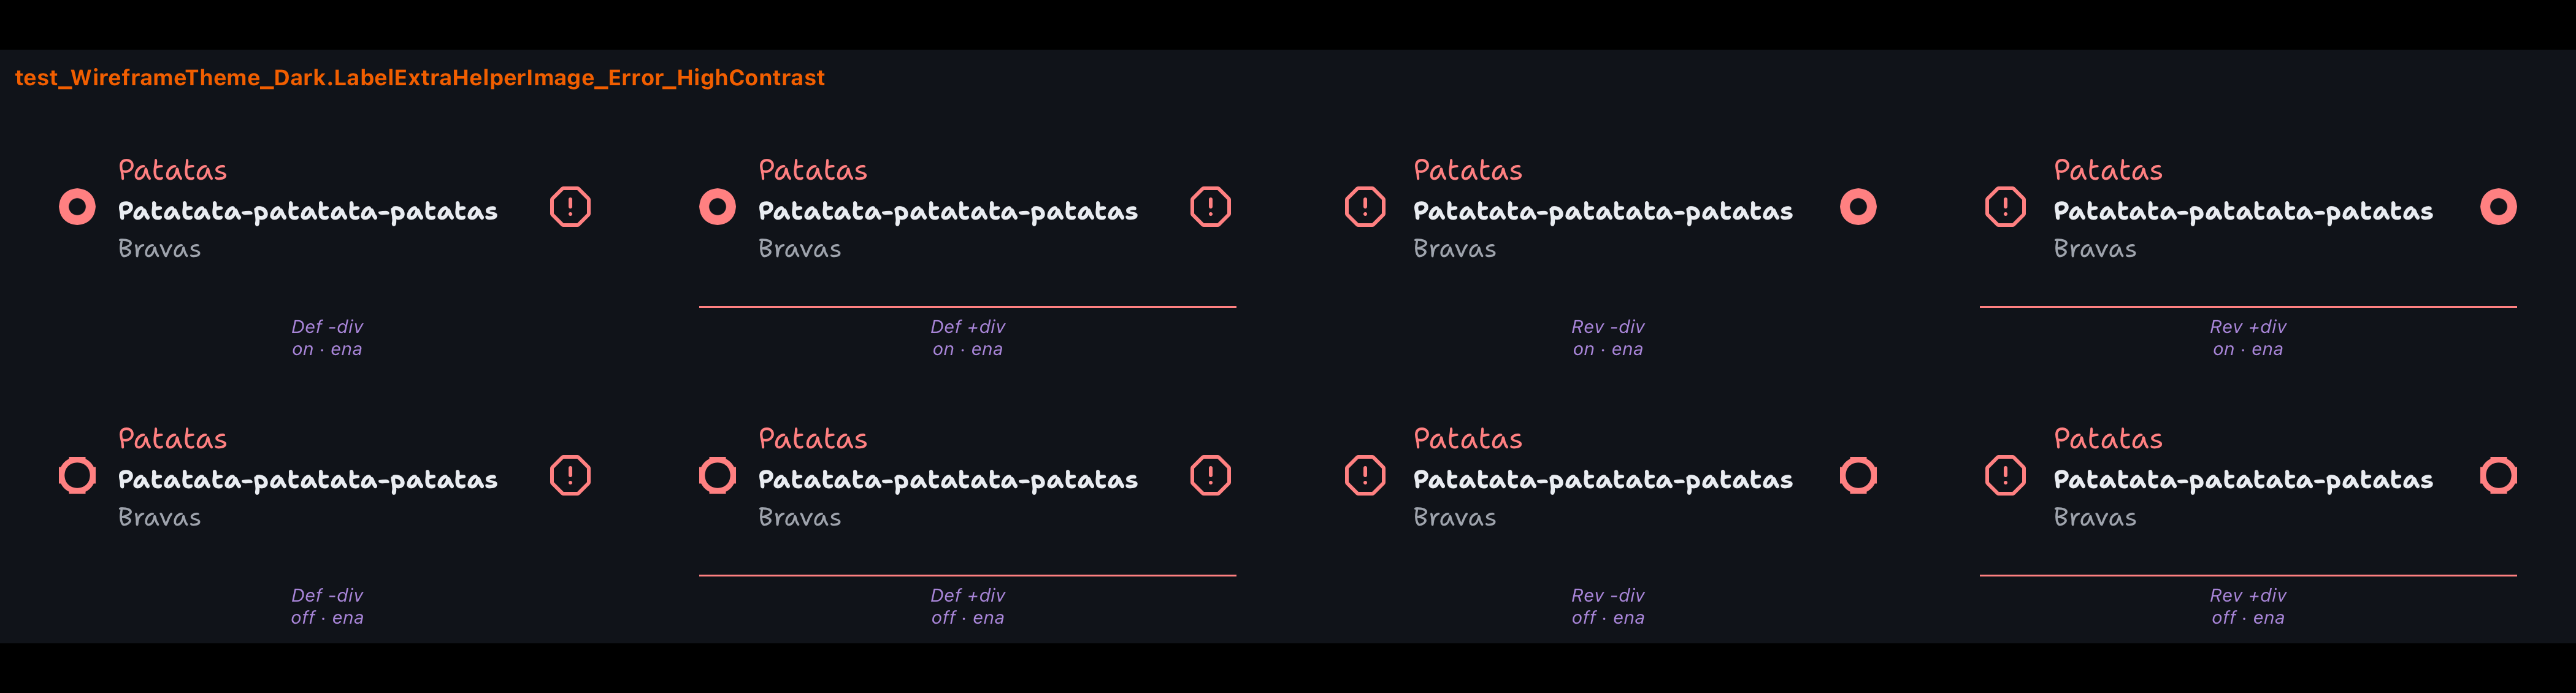 test_WireframeTheme_Dark.LabelExtraHelperImage_Error_HighContrast
Patatas
Patatata-patatata-patatas
Bravas
Def -div
on · ena
Patatas
Patatata-patatata-patatas
Bravas
Def +div
on · ena
Patatas
Patatata-patatata-patatas
Bravas
Rev -div
on · ena
Patatas
Patatata-patatata-patatas
Bravas
Rev +div
on · ena
Patatas
Patatata-patatata-patatas
Bravas
Def -div
off · ena
Patatas
Patatata-patatata-patatas
Bravas
Def +div
off · ena
Patatas
Patatata-patatata-patatas
Bravas
Rev -div
off · ena
Patatas
Patatata-patatata-patatas
Bravas
Rev +div
off · ena